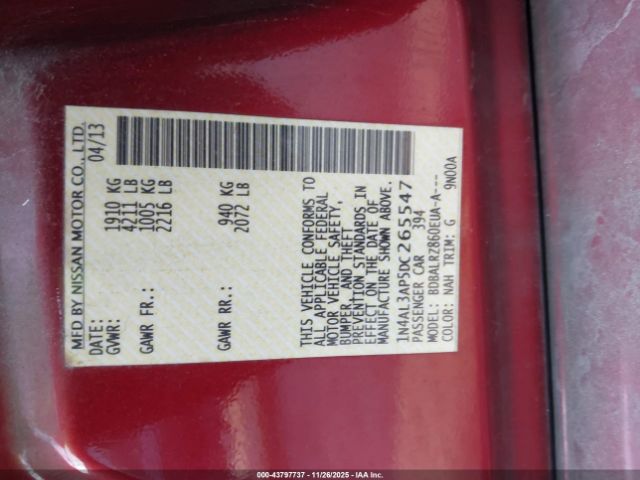 MFD BY NISSAN MOTOR CO., LTD.
DATE: 04/13
GVWR: 1910 KG
4211 LB
GAWR FR.: 1005 KG
2216 LB
GAWR RR.: 940 KG
2072 LB
THIS VEHICLE CONFORMS TO
ALL APPLICABLE FEDERAL
MOTOR VEHICLE SAFETY,
BUMPER, AND THEFT
PREVENTION STANDARDS IN
EFFECT ON THE DATE OF
MANUFACTURE SHOWN ABOVE.
1N4AL3AP5DC265547
PASSENGER CAR 394
MODEL: BDBALRZ860EUA-A---
COLOR: NAH TRIM: G 9N00A
000-43797737 - 11/26/2025 - IAA Inc.